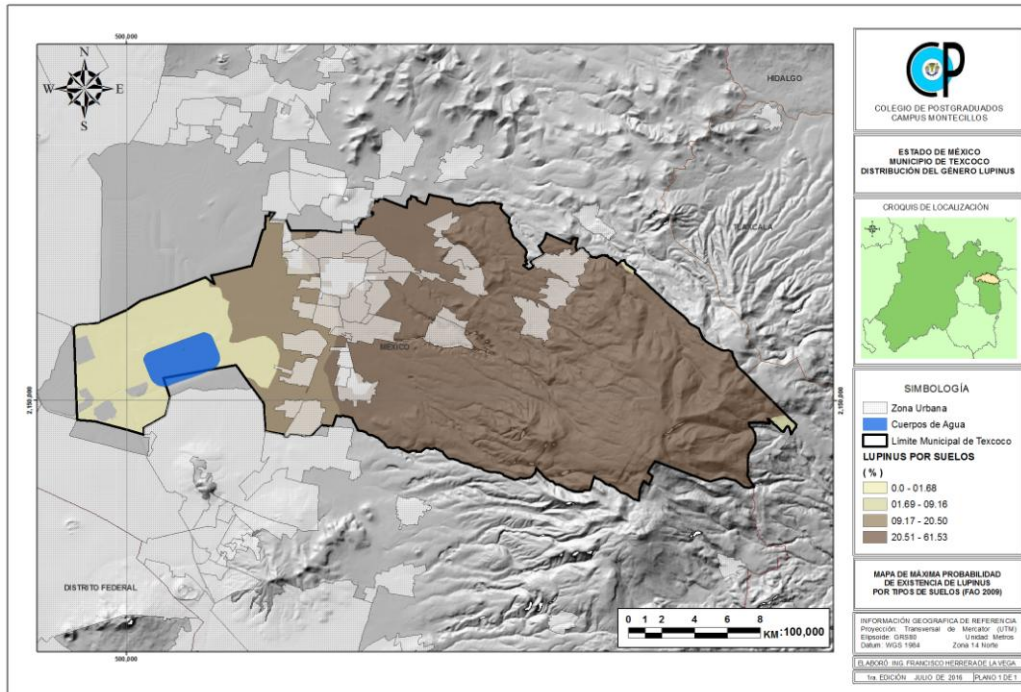 500,000
N
W E
S
HIDALGO
TLAXCALA
MÉXICO
2,150,000
2,150,000
DISTRITO FEDERAL
0 1 2 4 6 8
KM:100,000
500,000
CP
COLEGIO DE POSTGRADUADOS
CAMPUS MONTECILLOS
ESTADO DE MÉXICO
MUNICIPIO DE TEXCOCO
DISTRIBUCIÓN DEL GÉNERO LUPINUS
CROQUIS DE LOCALIZACIÓN
SIMBOLOGÍA
Zona Urbana
Cuerpos de Agua
Límite Municipal de Texcoco
LUPINUS POR SUELOS
( % )
0.0 - 01.68
01.69 - 09.16
09.17 - 20.50
20.51 - 61.53
MAPA DE MÁXIMA PROBABILIDAD
DE EXISTENCIA DE LUPINUS
POR TIPOS DE SUELOS (FAO 2009)
INFORMACIÓN GEOGRAFICA DE REFERENCIA
Proyección: Transversal de Mercator (UTM)
Elipsoide: GRS80 Unidad Metros
Datum: WGS 1984 Zona 14 Norte
ELABORÓ ING. FRANCISCO HERRERA DE LA VEGA
1ra. EDICIÓN JULIO DE 2016 PLANO 1 DE 1